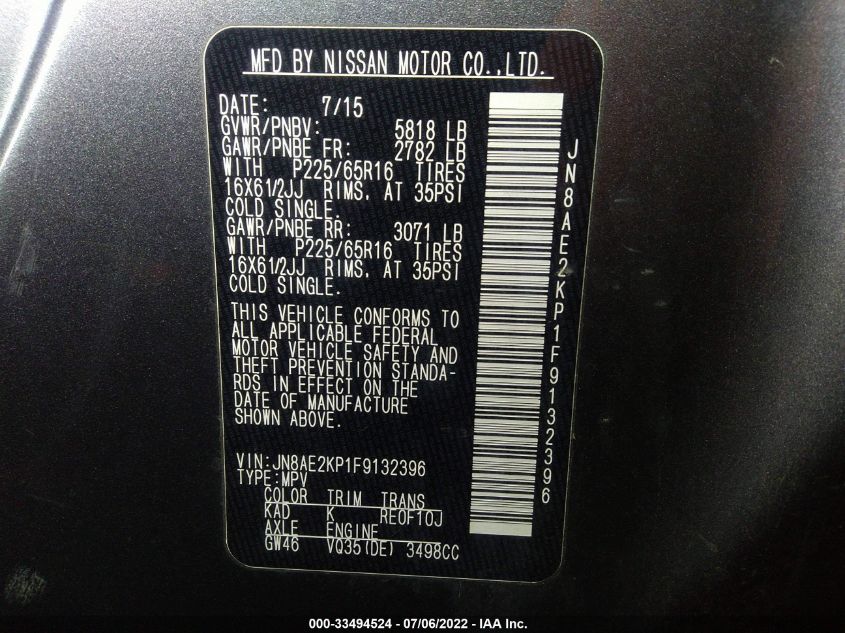 MFD BY NISSAN MOTOR CO.,LTD.
DATE: 7/15
GVWR/PNBV: 5818 LB
GAWR/PNBE FR: 2782 LB
WITH P225/65R16 TIRES
16X61/2JJ RIMS, AT 35PSI
COLD SINGLE.
GAWR/PNBE RR: 3071 LB
WITH P225/65R16 TIRES
16X61/2JJ RIMS, AT 35PSI
COLD SINGLE.
THIS VEHICLE CONFORMS TO
ALL APPLICABLE FEDERAL
MOTOR VEHICLE SAFETY AND
THEFT PREVENTION STANDA-
RDS IN EFFECT ON THE
DATE OF MANUFACTURE
SHOWN ABOVE.
VIN:JN8AE2KP1F9132396
TYPE:MPV
COLOR TRIM TRANS
KAD K RE0F10J
AXLE ENGINE
GW46 VQ35(DE) 3498CC
JN8AE2KP1F9132396
000-33494524 - 07/06/2022 - IAA Inc.